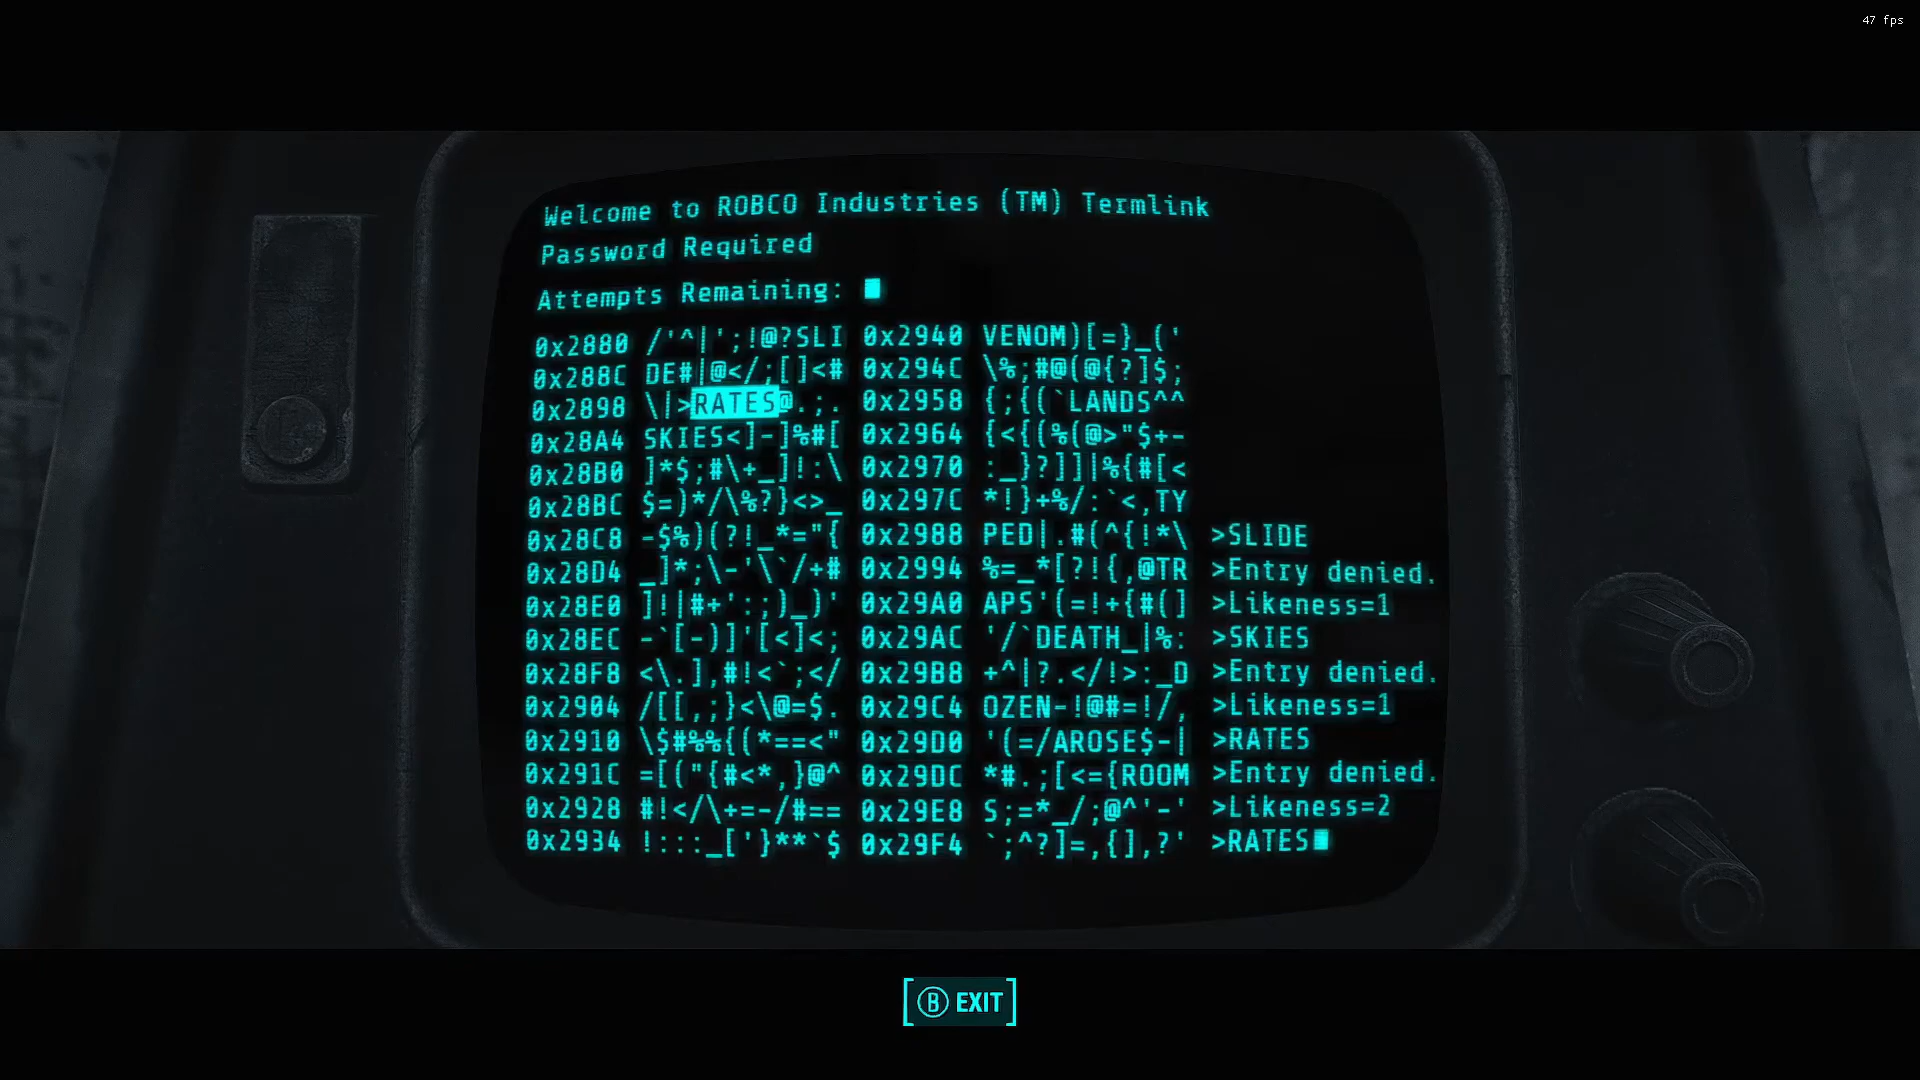 47 fps
Welcome to ROBCO Industries (TM) Termlink
Password Required
Attempts Remaining: ■
0x2880 /'^|';!@?SLI 0x2940 VENOM)[=}_('
0x288C DE#|@</;[]<# 0x294C \%;#@(@{?]$;
0x2898 \|>RATES@.;. 0x2958 {;{(`LANDS^^
0x28A4 SKIES<]-]%#[ 0x2964 {<{(%(@>"$+-
0x28B0 ]*$;#\+_]!:\ 0x2970 :_}?]]|%{#[<
0x28BC $=)*/\%?}<>_ 0x297C *!}+%/:`<,TY
0x28C8 -$%)(?!_*="{ 0x2988 PED|.#(^{!*\ >SLIDE
0x28D4 _]*;\-'\`/+# 0x2994 %=_*[?!{,@TR >Entry denied.
0x28E0 ]!|#+':;)_)' 0x29A0 APS'(=!+{#(] >Likeness=1
0x28EC -`[-)]'[<]<; 0x29AC '/`DEATH_|%: >SKIES
0x28F8 <\.],#!<`;</ 0x29B8 +^|?.</!>:_D >Entry denied.
0x2904 /[[,;}<\@=$. 0x29C4 OZEN-!@#=!/, >Likeness=1
0x2910 \$#%%{(*==<" 0x29D0 '(=/AROSE$-| >RATES
0x291C =[("{#<*,}@^ 0x29DC *#.;[<={ROOM >Entry denied.
0x2928 #!</\+=-/#== 0x29E8 S;=*_/;@^'-' >Likeness=2
0x2934 !:::_['}**`$ 0x29F4 `;^?]=,{],?' >RATES■
B EXIT